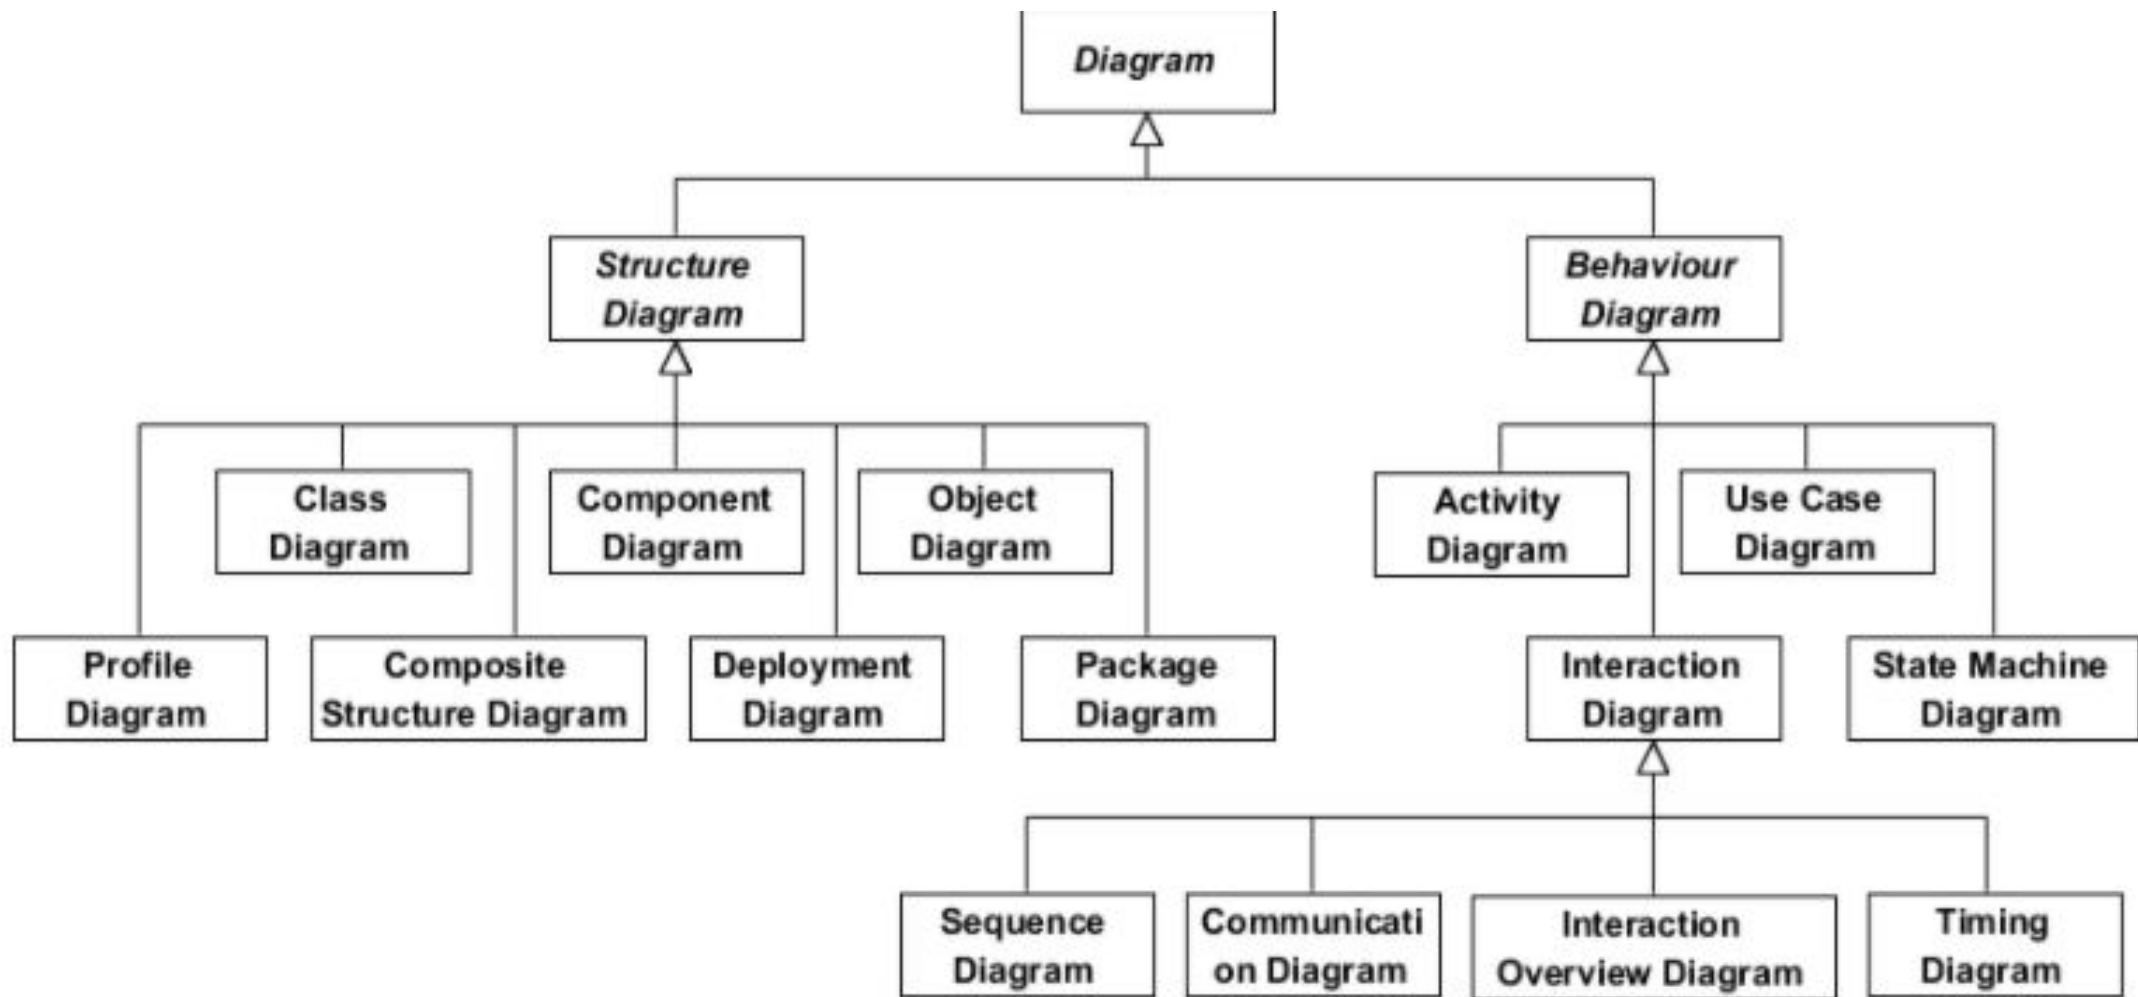 Diagram
Structure
Diagram
Behaviour
Diagram
Class
Diagram
Component
Diagram
Object
Diagram
Activity
Diagram
Use Case
Diagram
Profile
Diagram
Composite
Structure Diagram
Deployment
Diagram
Package
Diagram
Interaction
Diagram
State Machine
Diagram
Sequence
Diagram
Communicati
on Diagram
Interaction
Overview Diagram
Timing
Diagram